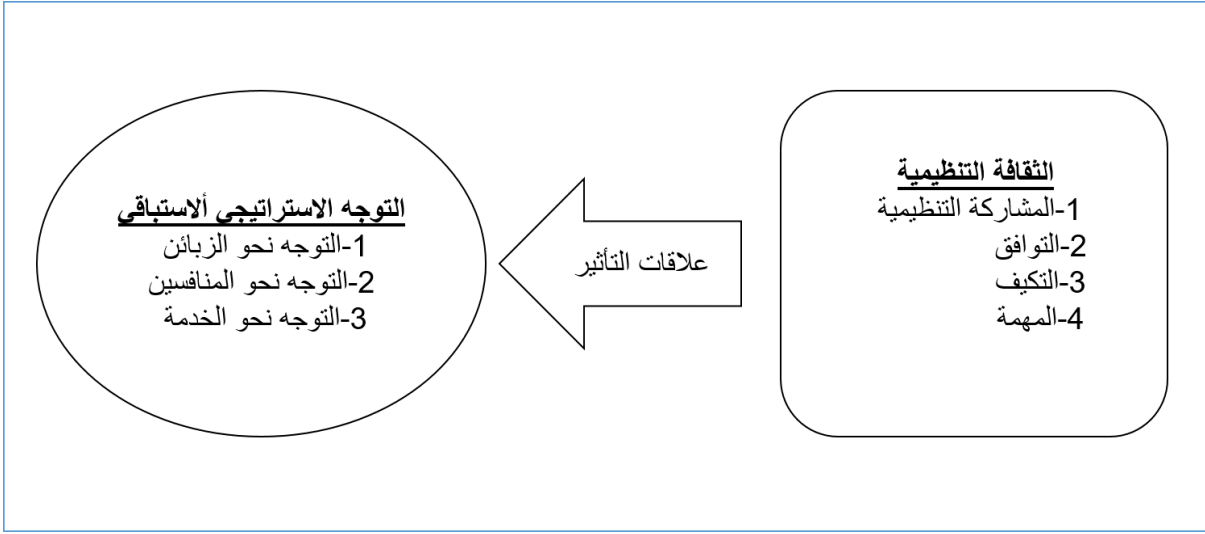 الثقافة التنظيمية
1-المشاركة التنظيمية
2-التوافق
3-التكيف
4-المهمة
علاقات التأثير
التوجه الاستراتيجي ألاستباقي
1-التوجه نحو الزبائن
2-التوجه نحو المنافسين
3-التوجه نحو الخدمة